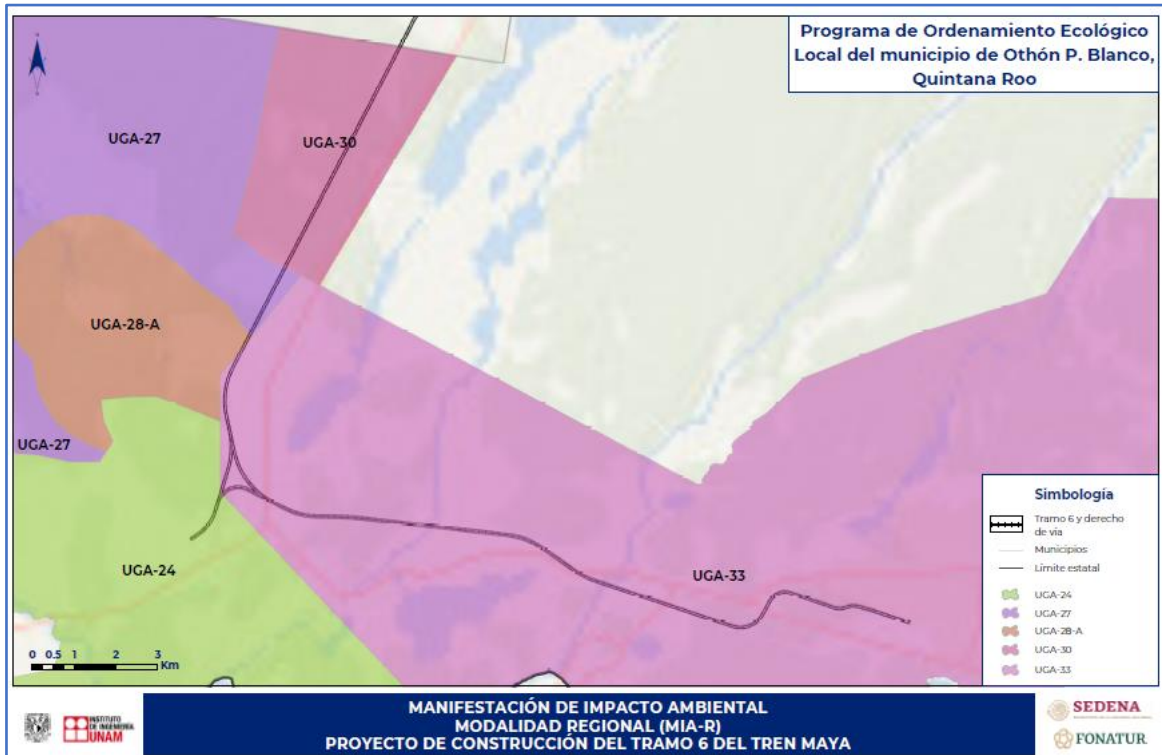 Programa de Ordenamiento Ecológico
Local del municipio de Othón P. Blanco,
Quintana Roo
UGA-27
UGA-30
UGA-28-A
UGA-27
UGA-24
UGA-33
Simbología
Tramo 6 y derecho
de vía
Municipios
Límite estatal
UGA-24
UGA-27
UGA-28-A
UGA-30
UGA-33
0 0.5 1 2 3
Km
INSTITUTO
DE INGENIERÍA
UNAM
MANIFESTACIÓN DE IMPACTO AMBIENTAL
MODALIDAD REGIONAL (MIA-R)
PROYECTO DE CONSTRUCCIÓN DEL TRAMO 6 DEL TREN MAYA
SEDENA
FONATUR